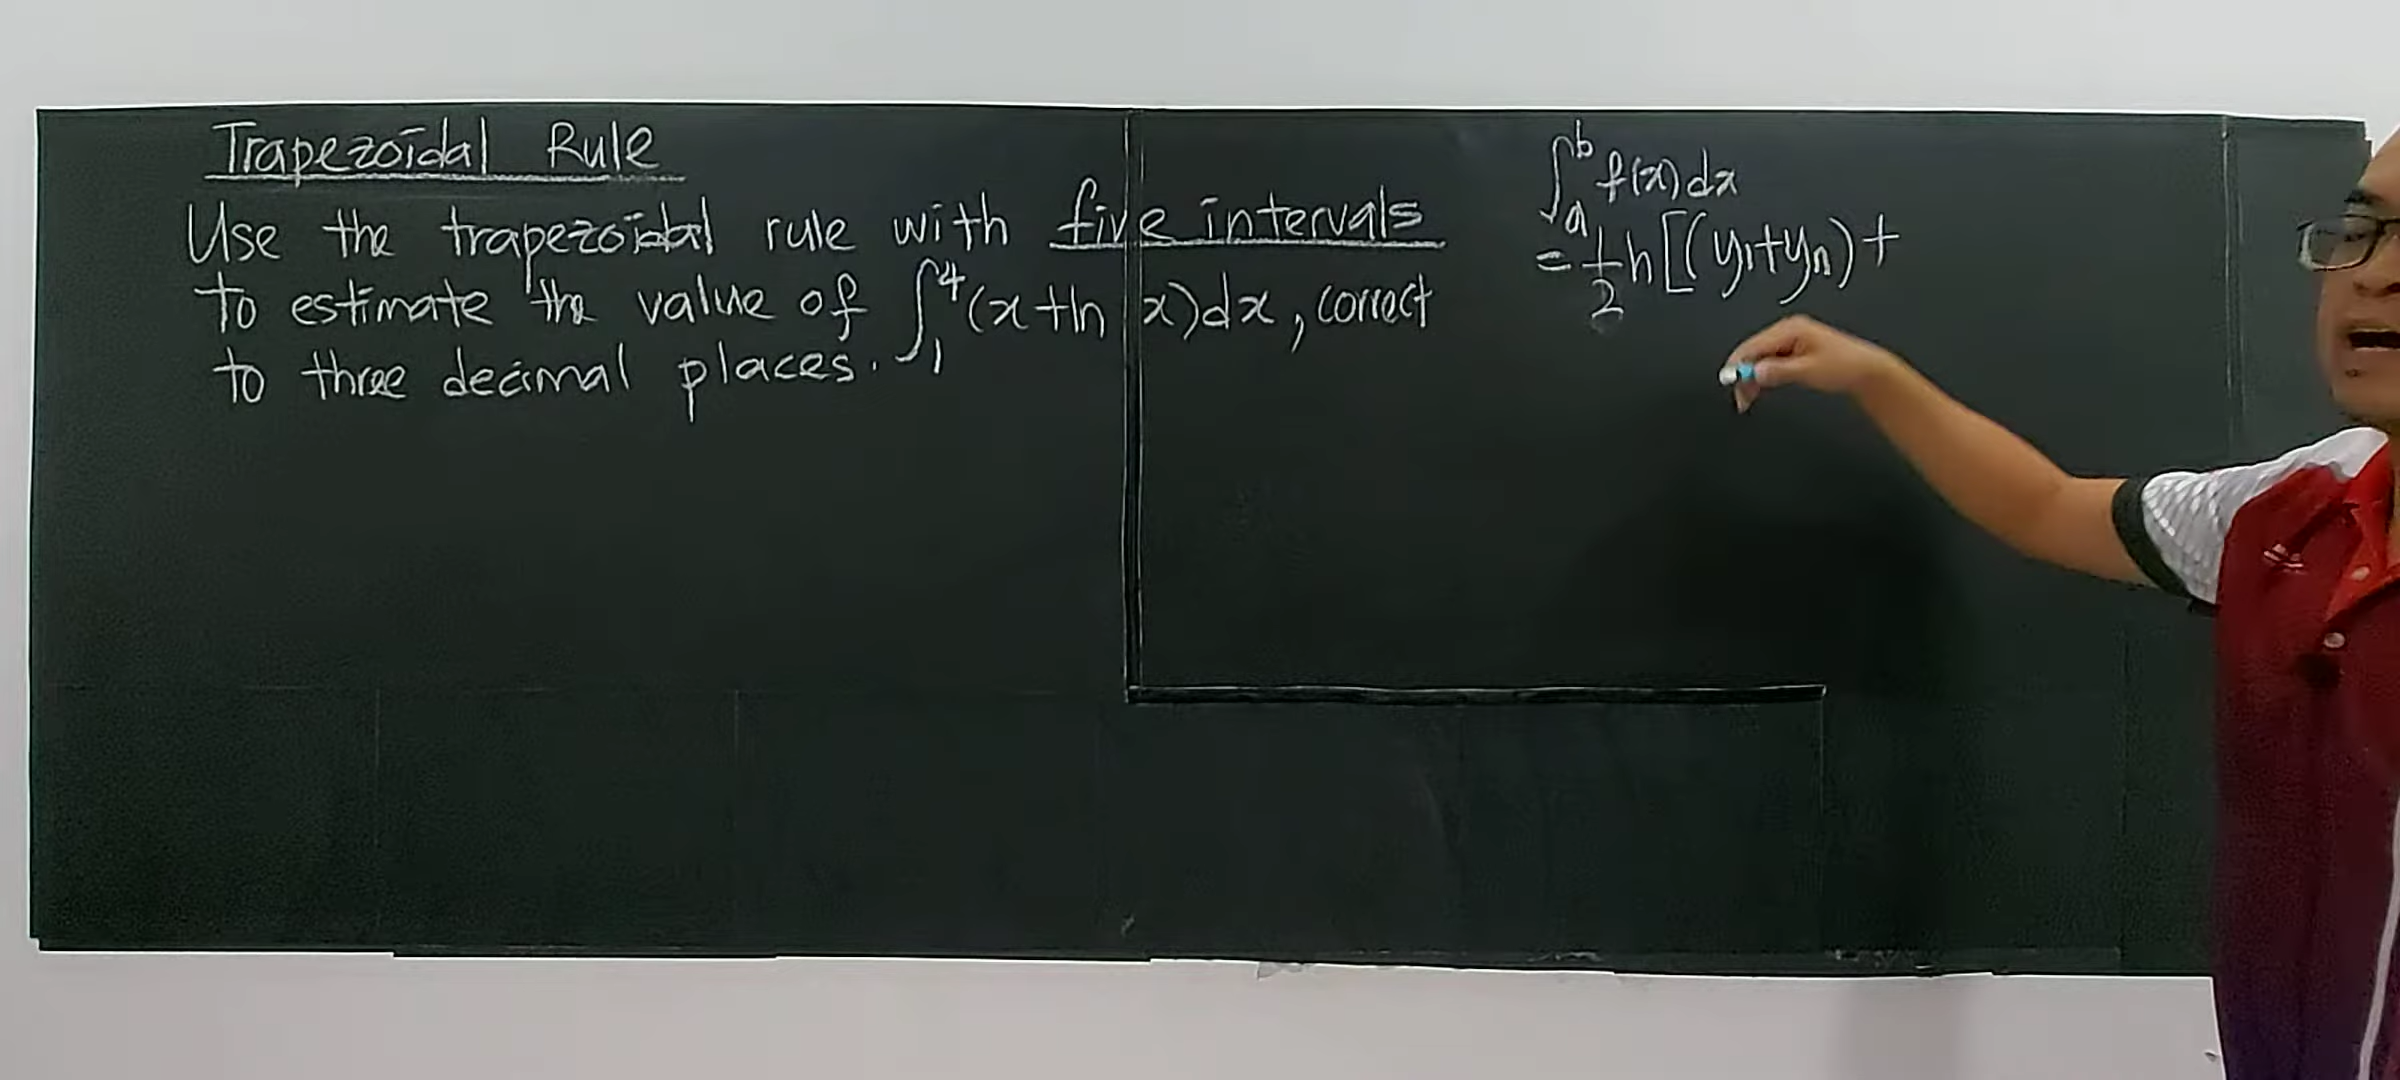 Trapezoidal Rule
Use the trapezoidal rule with five intervals
to estimate the value of ∫₁⁴(x+ln x)dx, correct
to three decimal places.
∫ₐᵇ f(x)dx
= 1/2 h[(y₁+yₙ)+